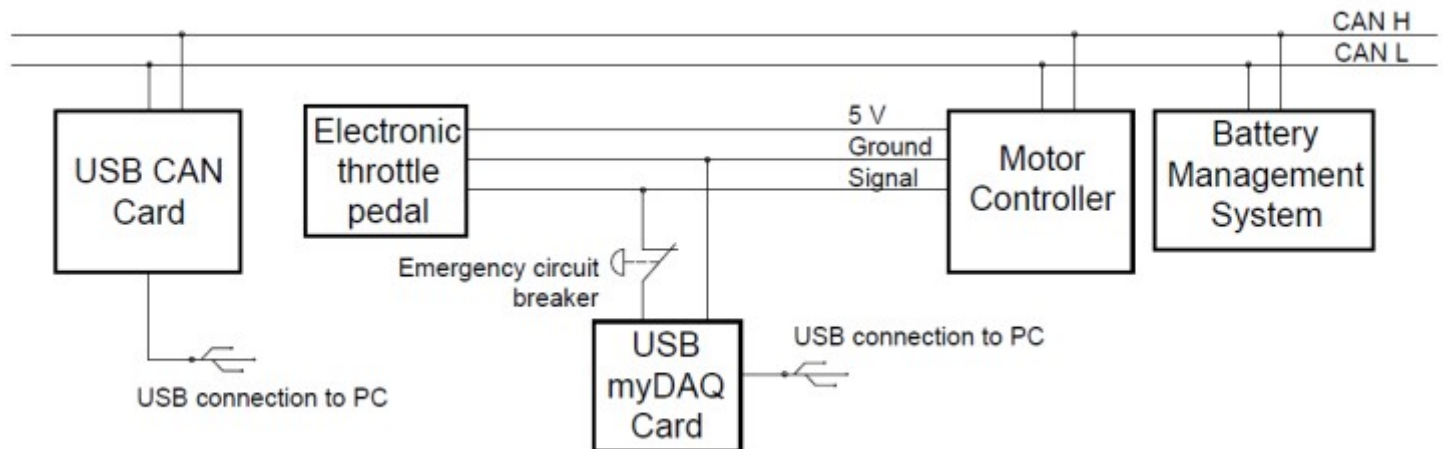 CAN H
CAN L
USB CAN
Card
Electronic
throttle
pedal
5 V
Ground
Signal
Motor
Controller
Battery
Management
System
Emergency circuit
breaker
USB connection to PC
USB
myDAQ
Card
USB connection to PC